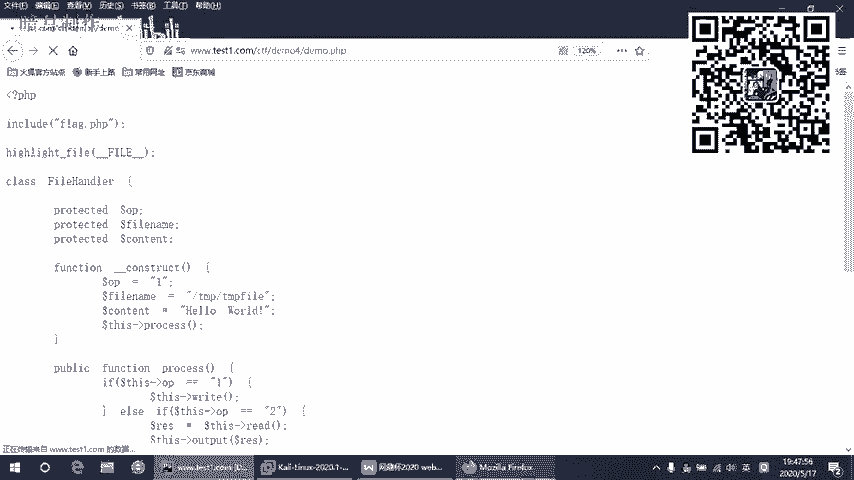 文件(F) 编辑(E) 查看(V) 历史(S) 书签(B) 工具(T) 帮助(H)
www.test1.com/ctf/demo4/demo.php
120%
火狐官方站点 新手上路 常用网址 京东商城
<?php
include("flag.php");
highlight_file(__FILE__);
class FileHandler {
protected $op;
protected $filename;
protected $content;
function __construct() {
$op = "1";
$filename = "/tmp/tmpfile";
$content = "Hello World!";
$this->process();
}
public function process() {
if($this->op == "1") {
$this->write();
} else if($this->op == "2") {
$res = $this->read();
$this->output($res);
正在传输来自 www.test1.com 的数据...
www.test1.com [D...
Kali-Linux-2020.1-...
网鼎杯2020 web...
Mozilla Firefox
英
19:47:56
2020/5/17